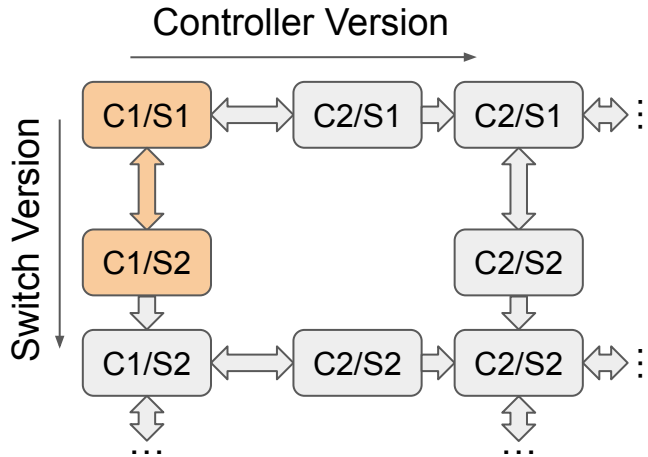 Controller Version
Switch Version
C1/S1
C2/S1
C2/S1
...
C1/S2
C2/S2
C1/S2
C2/S2
C2/S2
...
...
...